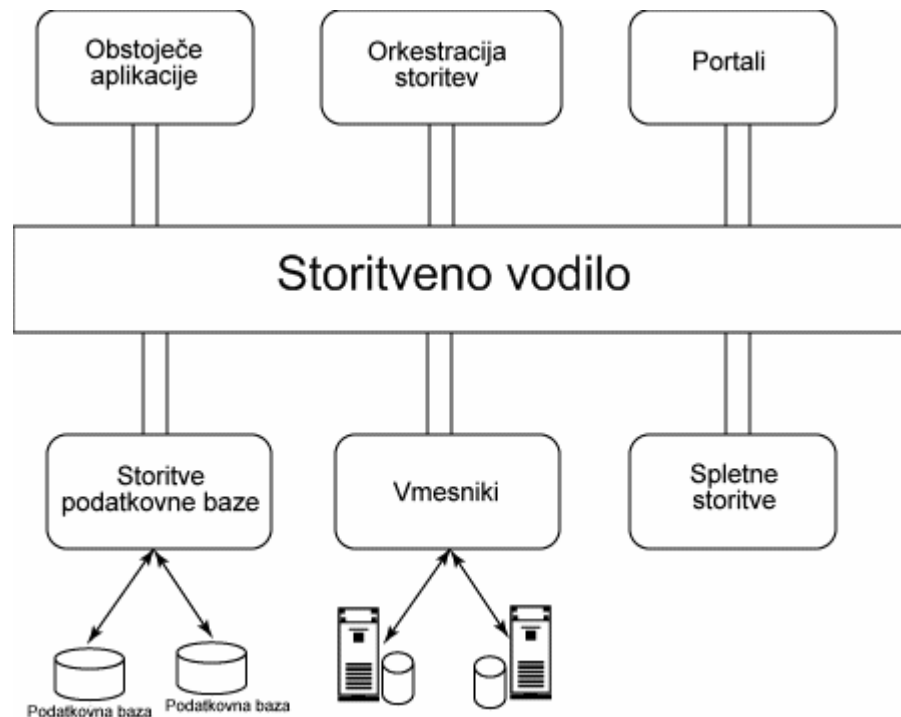 Obstoječe
aplikacije
Orkestracija
storitev
Portali
Storitveno vodilo
Storitve
podatkovne baze
Vmesniki
Spletne
storitve
Podatkovna baza
Podatkovna baza